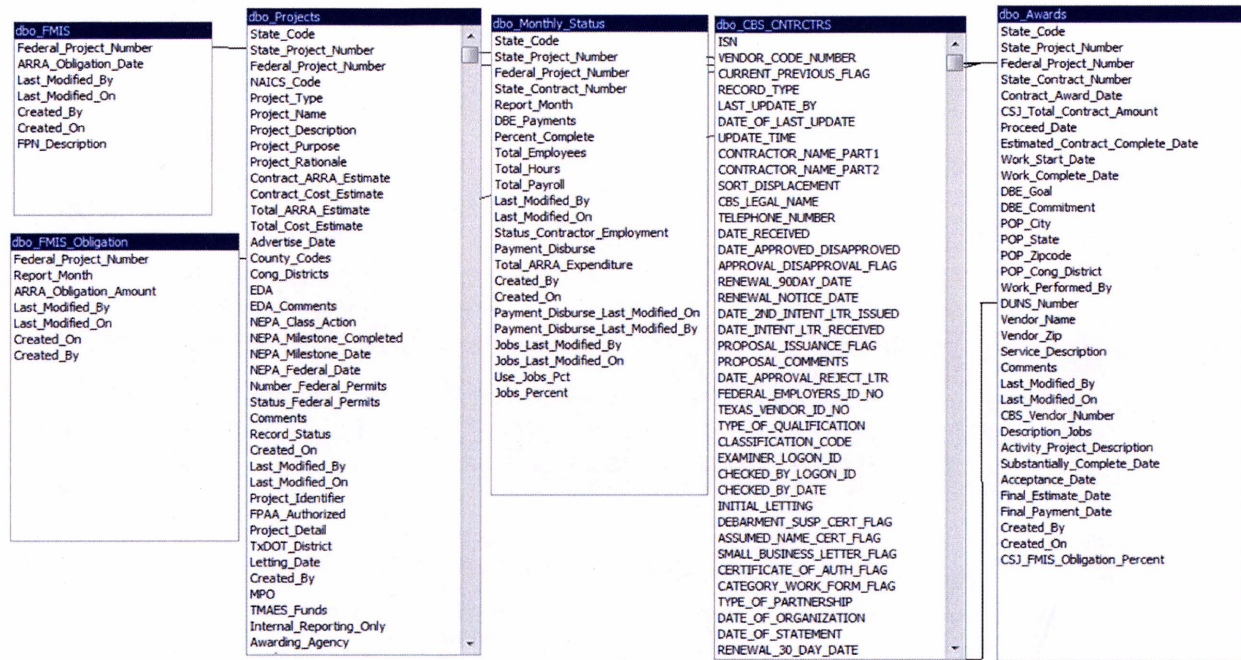 dbo_FMIS
Federal_Project_Number
ARRA_Obligation_Date
Last_Modified_By
Last_Modified_On
Created_By
Created_On
FPN_Description
dbo_FMIS_Obligation
Federal_Project_Number
Report_Month
ARRA_Obligation_Amount
Last_Modified_By
Last_Modified_On
Created_On
Created_By
dbo_Projects
State_Code
State_Project_Number
Federal_Project_Number
NAICS_Code
Project_Type
Project_Name
Project_Description
Project_Purpose
Project_Rationale
Contract_ARRA_Estimate
Contract_Cost_Estimate
Total_ARRA_Estimate
Total_Cost_Estimate
Advertise_Date
County_Codes
Cong_Districts
EDA
EDA_Comments
NEPA_Class_Action
NEPA_Milestone_Completed
NEPA_Milestone_Date
NEPA_Federal_Date
Number_Federal_Permits
Status_Federal_Permits
Comments
Record_Status
Created_On
Last_Modified_By
Last_Modified_On
Project_Identifier
FPAA_Authorized
Project_Detail
TxDOT_District
Letting_Date
Created_By
MPO
TMAES_Funds
Internal_Reporting_Only
Awarding_Agency
dbo_Monthly_Status
State_Code
State_Project_Number
Federal_Project_Number
State_Contract_Number
Report_Month
DBE_Payments
Percent_Complete
Total_Employees
Total_Hours
Total_Payroll
Last_Modified_By
Last_Modified_On
Status_Contractor_Employment
Payment_Disburse
Total_ARRA_Expenditure
Created_By
Created_On
Payment_Disburse_Last_Modified_On
Payment_Disburse_Last_Modified_By
Jobs_Last_Modified_By
Jobs_Last_Modified_On
Use_Jobs_Pct
Jobs_Percent
dbo_CBS_CNTRCTRS
ISN
VENDOR_CODE_NUMBER
CURRENT_PREVIOUS_FLAG
RECORD_TYPE
LAST_UPDATE_BY
DATE_OF_LAST_UPDATE
UPDATE_TIME
CONTRACTOR_NAME_PART1
CONTRACTOR_NAME_PART2
SORT_DISPLACEMENT
CBS_LEGAL_NAME
TELEPHONE_NUMBER
DATE_RECEIVED
DATE_APPROVED_DISAPPROVED
APPROVAL_DISAPPROVAL_FLAG
RENEWAL_90DAY_DATE
RENEWAL_NOTICE_DATE
DATE_2ND_INTENT_LTR_ISSUED
DATE_INTENT_LTR_RECEIVED
PROPOSAL_ISSUANCE_FLAG
PROPOSAL_COMMENTS
DATE_APPROVAL_REJECT_LTR
FEDERAL_EMPLOYERS_ID_NO
TEXAS_VENDOR_ID_NO
TYPE_OF_QUALIFICATION
CLASSIFICATION_CODE
EXAMINER_LOGON_ID
CHECKED_BY_LOGON_ID
CHECKED_BY_DATE
INITIAL_LETTING
DEBARMENT_SUSP_CERT_FLAG
ASSUMED_NAME_CERT_FLAG
SMALL_BUSINESS_LETTER_FLAG
CERTIFICATE_OF_AUTH_FLAG
CATEGORY_WORK_FORM_FLAG
TYPE_OF_PARTNERSHIP
DATE_OF_ORGANIZATION
DATE_OF_STATEMENT
RENEWAL_30_DAY_DATE
dbo_Awards
State_Code
State_Project_Number
Federal_Project_Number
State_Contract_Number
Contract_Award_Date
CSJ_Total_Contract_Amount
Proceed_Date
Estimated_Contract_Complete_Date
Work_Start_Date
Work_Complete_Date
DBE_Goal
DBE_Commitment
POP_City
POP_State
POP_Zipcode
POP_Cong_District
Work_Performed_By
DUNS_Number
Vendor_Name
Vendor_Zip
Service_Description
Comments
Last_Modified_By
Last_Modified_On
CBS_Vendor_Number
Description_Jobs
Activity_Project_Description
Substantially_Complete_Date
Acceptance_Date
Final_Estimate_Date
Final_Payment_Date
Created_By
Created_On
CSJ_FMIS_Obligation_Percent